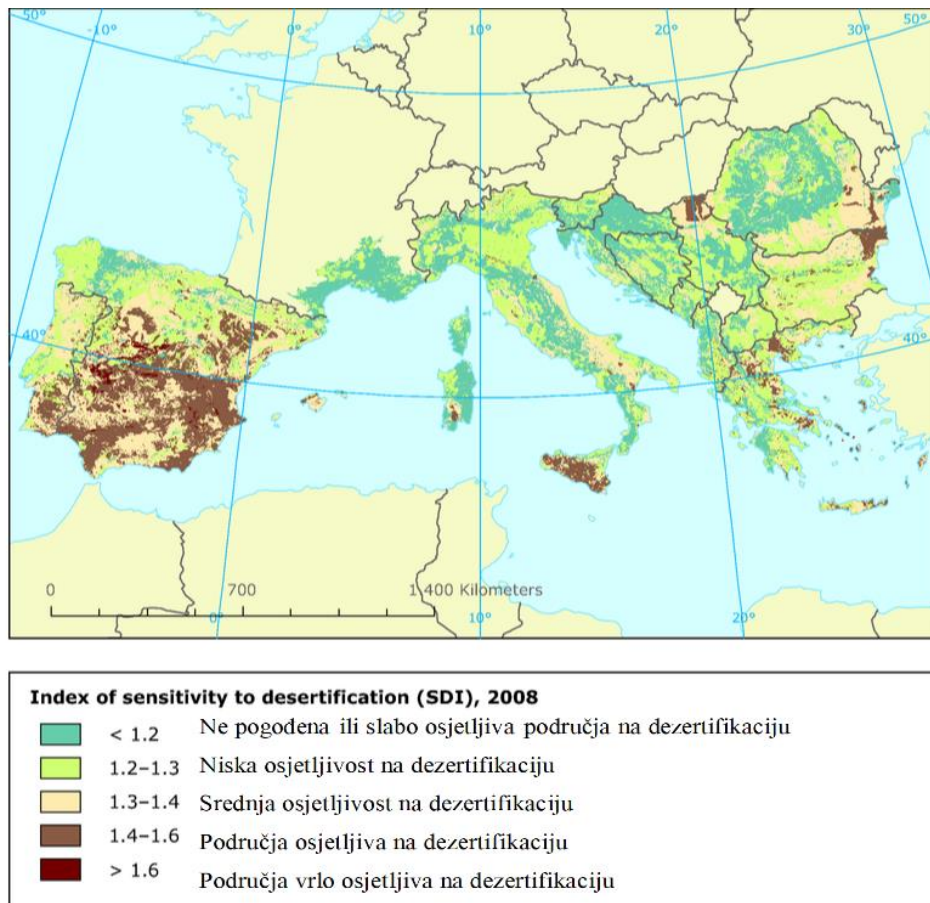 50°
-10°
0°
10°
20°
30°
50°
40°
40°
0
700
1 400 Kilometers
0°
10°
20°
Index of sensitivity to desertification (SDI), 2008
< 1.2 Ne pogođena ili slabo osjetljiva područja na dezertifikaciju
1.2–1.3 Niska osjetljivost na dezertifikaciju
1.3–1.4 Srednja osjetljivost na dezertifikaciju
1.4–1.6 Područja osjetljiva na dezertifikaciju
> 1.6 Područja vrlo osjetljiva na dezertifikaciju